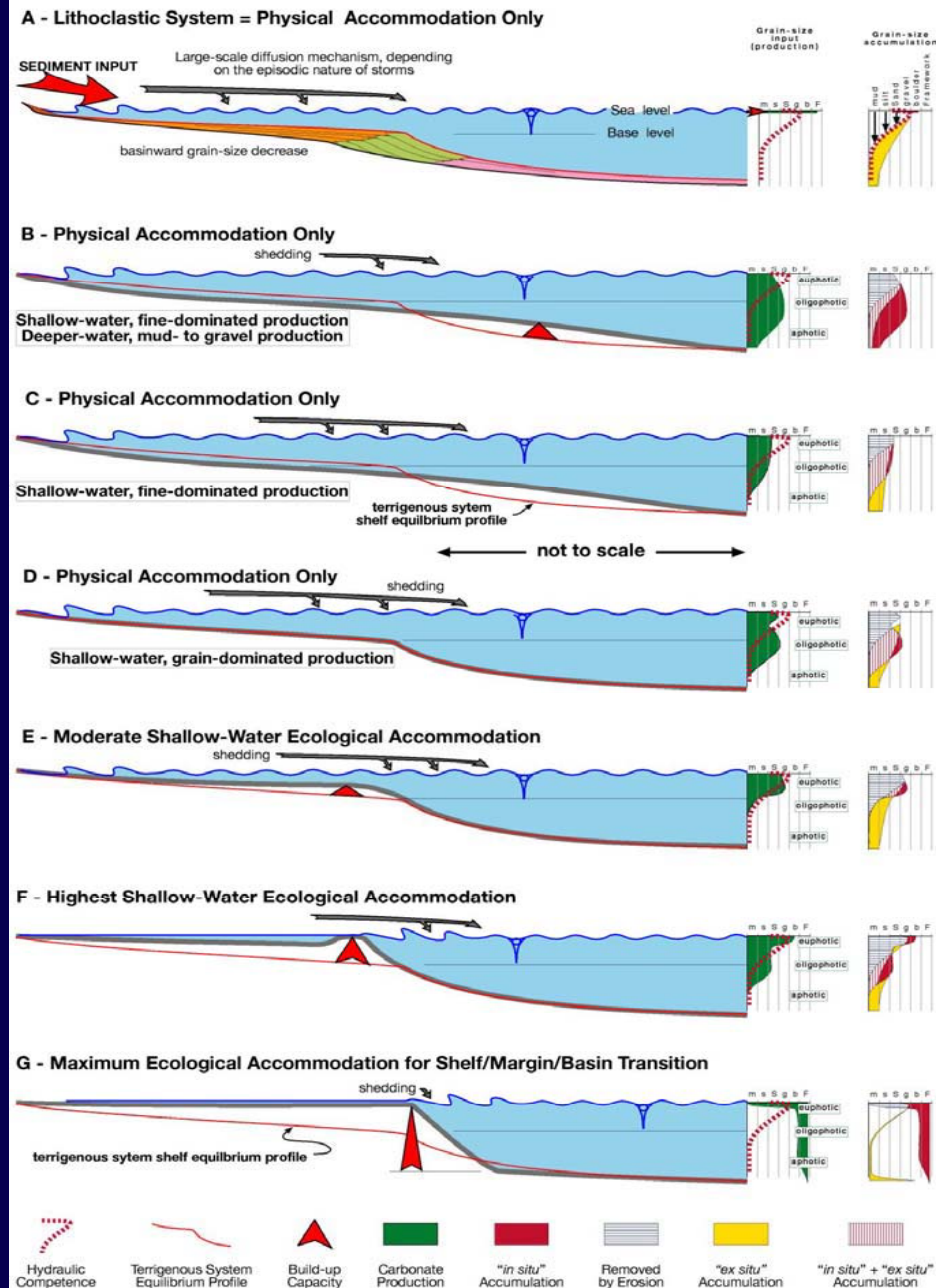 A - Lithoclastic System = Physical Accommodation Only
Grain-size
input
(production)
Grain-size
accumulation
Large-scale diffusion mechanism, depending
on the episodic nature of storms
SEDIMENT INPUT
Sea level
Base level
basinward grain-size decrease
m s S g b F
mud
silt
Sand
gravel
boulder
Framework
B - Physical Accommodation Only
shedding
Shallow-water, fine-dominated production
Deeper-water, mud- to gravel production
m s S g b F
euphotic
oligophotic
aphotic
m s S g b F
C - Physical Accommodation Only
Shallow-water, fine-dominated production
terrigenous sytem
shelf equilbrium profile
m s S g b F
euphotic
oligophotic
aphotic
m s S g b F
not to scale
D - Physical Accommodation Only
shedding
Shallow-water, grain-dominated production
m s S g b F
euphotic
oligophotic
aphotic
m s S g b F
E - Moderate Shallow-Water Ecological Accommodation
shedding
m s S g b F
euphotic
oligophotic
aphotic
m s S g b F
F - Highest Shallow-Water Ecological Accommodation
m s S g b F
euphotic
oligophotic
aphotic
m s S g b F
G - Maximum Ecological Accommodation for Shelf/Margin/Basin Transition
shedding
terrigenous sytem shelf equilbrium profile
m s S g b F
euphotic
oligophotic
aphotic
m s S g b F
Hydraulic
Competence
Terrigenous System
Equilibrium Profile
Build-up
Capacity
Carbonate
Production
"in situ"
Accumulation
Removed
by Erosion
"ex situ"
Accumulation
"in situ" + "ex situ"
Accumulation